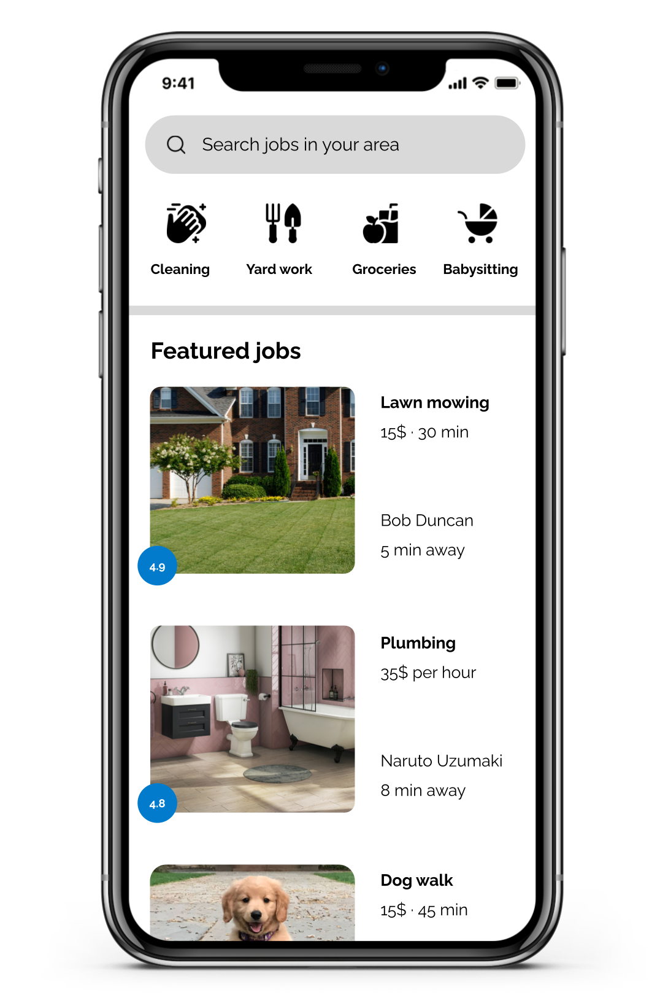 9:41
Search jobs in your area
Cleaning
Yard work
Groceries
Babysitting
Featured jobs
Lawn mowing
15$ · 30 min
Bob Duncan
5 min away
4.9
Plumbing
35$ per hour
Naruto Uzumaki
8 min away
4.8
Dog walk
15$ · 45 min